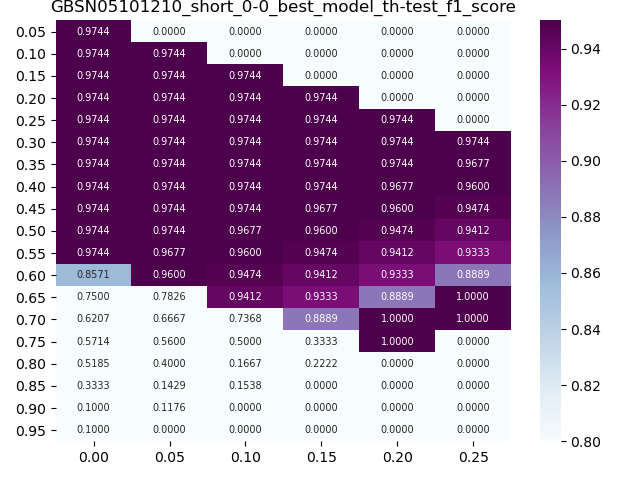 GBSN05101210_short_0-0_best_model_th-test_f1_score
0.05 0.9744 0.0000 0.0000 0.0000 0.0000 0.0000
0.10 0.9744 0.9744 0.0000 0.0000 0.0000 0.0000
0.15 0.9744 0.9744 0.9744 0.0000 0.0000 0.0000
0.20 0.9744 0.9744 0.9744 0.9744 0.0000 0.0000
0.25 0.9744 0.9744 0.9744 0.9744 0.9744 0.0000
0.30 0.9744 0.9744 0.9744 0.9744 0.9744 0.9744
0.35 0.9744 0.9744 0.9744 0.9744 0.9744 0.9677
0.40 0.9744 0.9744 0.9744 0.9744 0.9677 0.9600
0.45 0.9744 0.9744 0.9744 0.9677 0.9600 0.9474
0.50 0.9744 0.9744 0.9677 0.9600 0.9474 0.9412
0.55 0.9744 0.9677 0.9600 0.9474 0.9412 0.9333
0.60 0.8571 0.9600 0.9474 0.9412 0.9333 0.8889
0.65 0.7500 0.7826 0.9412 0.9333 0.8889 1.0000
0.70 0.6207 0.6667 0.7368 0.8889 1.0000 1.0000
0.75 0.5714 0.5600 0.5000 0.3333 1.0000 0.0000
0.80 0.5185 0.4000 0.1667 0.2222 0.0000 0.0000
0.85 0.3333 0.1429 0.1538 0.0000 0.0000 0.0000
0.90 0.1000 0.1176 0.0000 0.0000 0.0000 0.0000
0.95 0.1000 0.0000 0.0000 0.0000 0.0000 0.0000
0.00 0.05 0.10 0.15 0.20 0.25
0.94
0.92
0.90
0.88
0.86
0.84
0.82
0.80